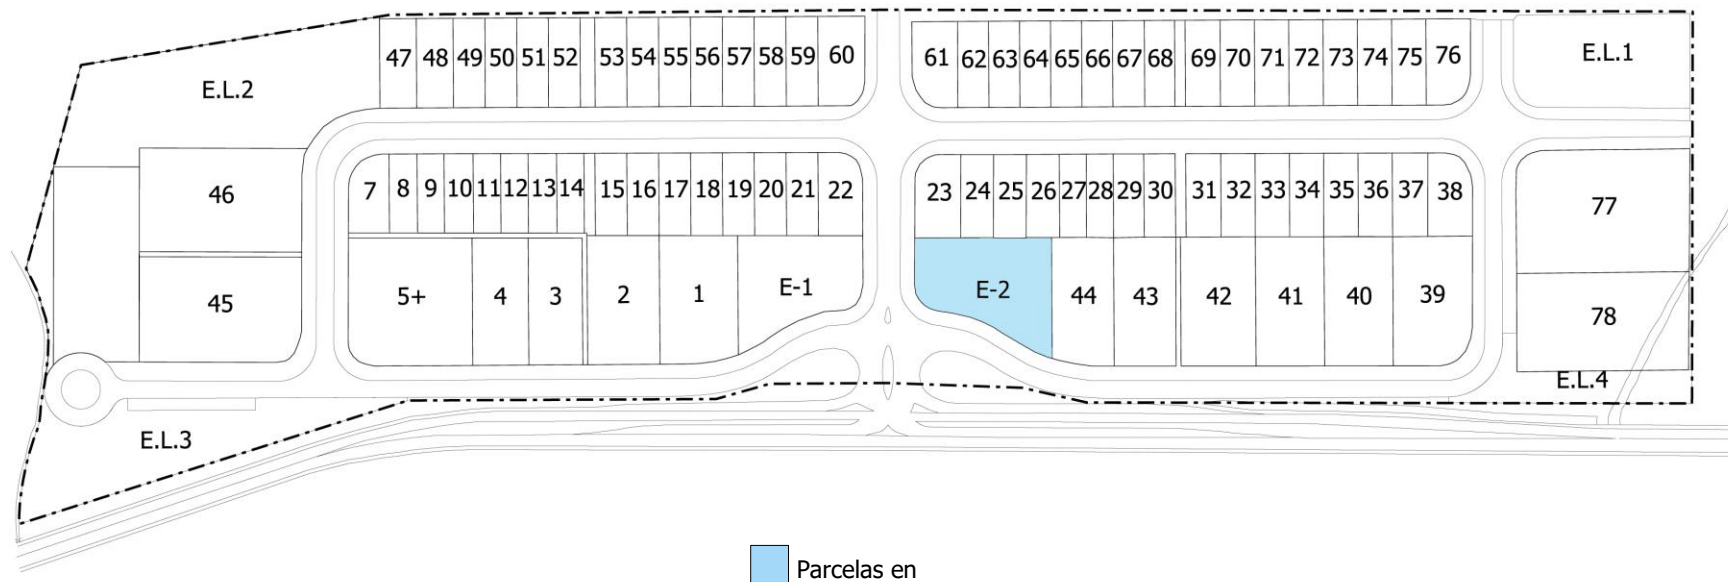 47 48 49 50 51 52 53 54 55 56 57 58 59 60 61 62 63 64 65 66 67 68 69 70 71 72 73 74 75 76 E.L.1
E.L.2
46 7 8 9 10 11 12 13 14 15 16 17 18 19 20 21 22 23 24 25 26 27 28 29 30 31 32 33 34 35 36 37 38 77
45 5+ 4 3 2 1 E-1 E-2 44 43 42 41 40 39 78
E.L.4
E.L.3
Parcelas en